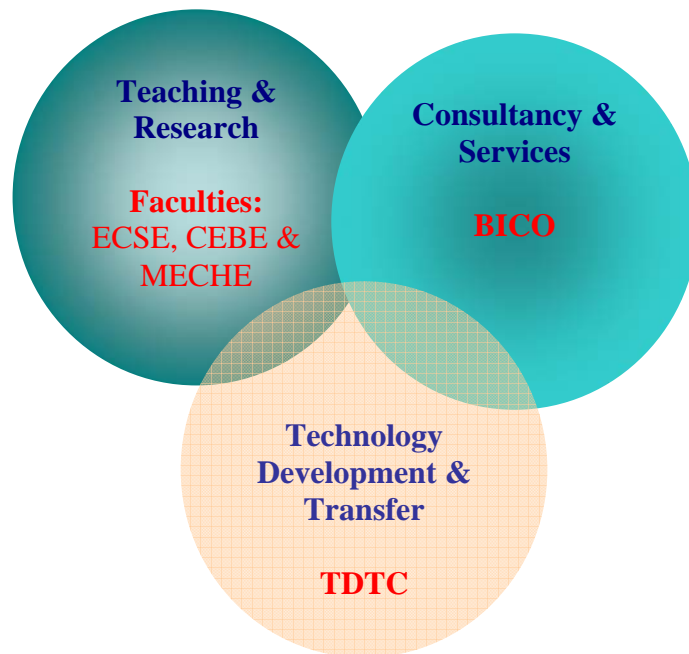 Teaching &
Research
Faculties:
ECSE, CEBE &
MECHE
Consultancy &
Services
BICO
Technology
Development &
Transfer
TDTC